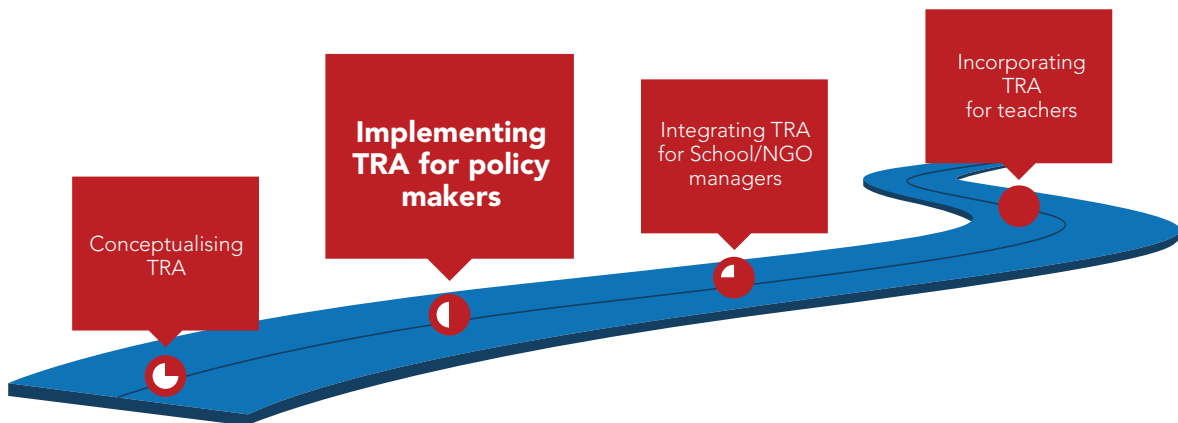 Conceptualising
TRA
Implementing
TRA for policy
makers
Integrating TRA
for School/NGO
managers
Incorporating
TRA
for teachers